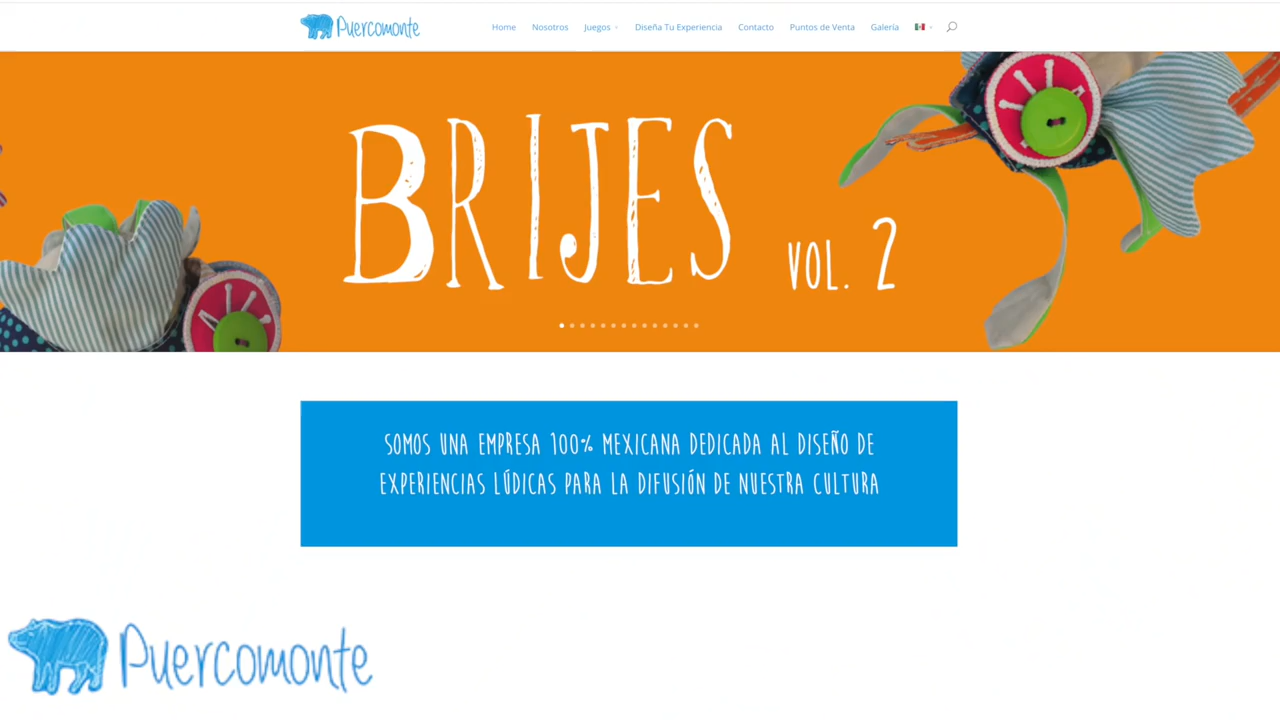 Puercomonte
Home Nosotros Juegos Diseña Tu Experiencia Contacto Puntos de Venta Galería
BRIJES
VOL. 2
SOMOS UNA EMPRESA 100% MEXICANA DEDICADA AL DISEÑO DE
EXPERIENCIAS LÚDICAS PARA LA DIFUSIÓN DE NUESTRA CULTURA
Puercomonte